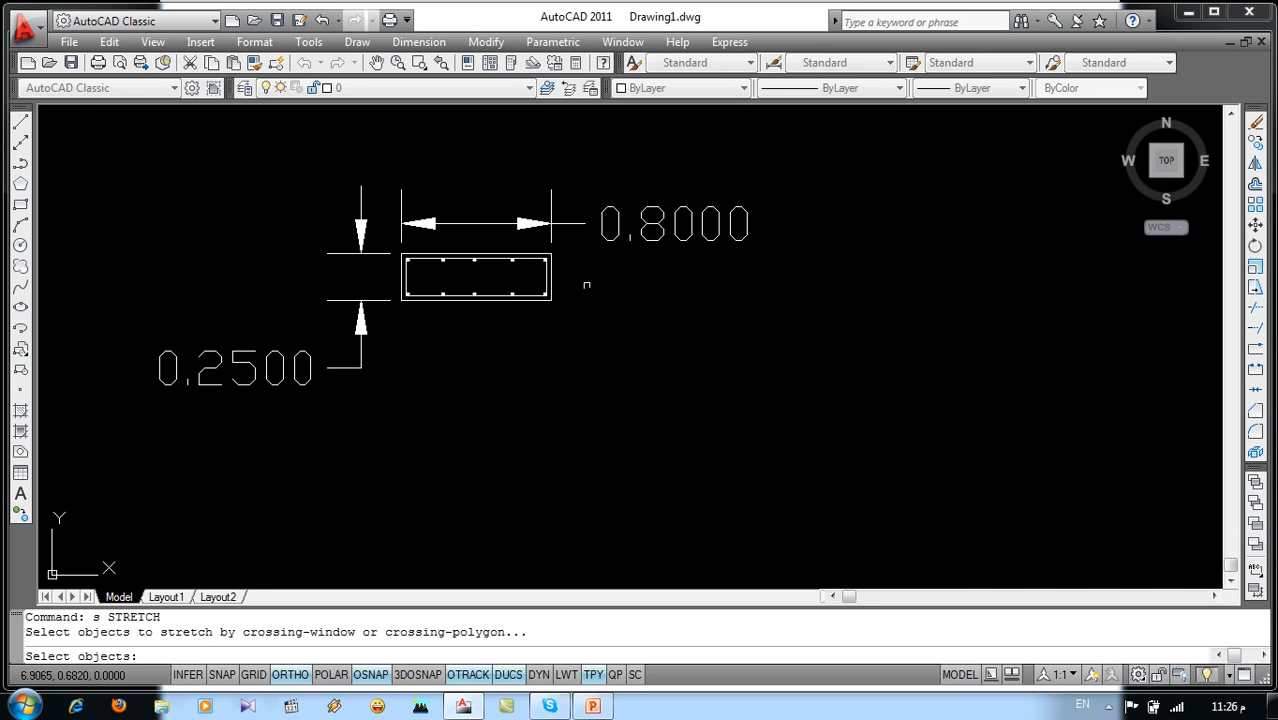 AutoCAD Classic
AutoCAD 2011 Drawing1.dwg
Type a keyword or phrase
File Edit View Insert Format Tools Draw Dimension Modify Parametric Window Help Express
Standard Standard Standard Standard
AutoCAD Classic 0 ByLayer ByLayer ByLayer ByColor
N
W TOP E
S
WCS
0,8000
0,2500
Y
X
Model Layout1 Layout2
Command: s STRETCH
Select objects to stretch by crossing-window or crossing-polygon...
Select objects:
6.9065, 0.6820, 0.0000 INFER SNAP GRID ORTHO POLAR OSNAP 3DOSNAP OTRACK DUCS DYN LWT TPY QP SC MODEL 1:1
EN 11:26 م